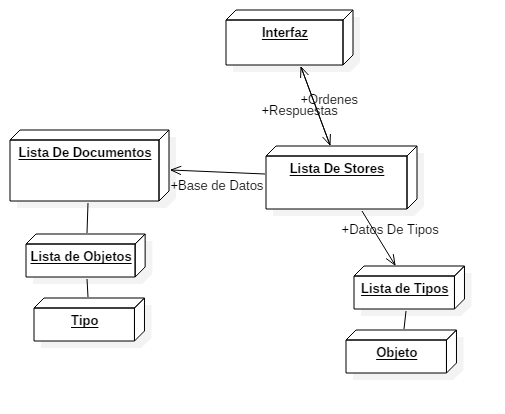 Interfaz
+Ordenes
+Respuestas
Lista De Documentos
Lista De Stores
+Base de Datos
+Datos De Tipos
Lista de Objetos
Lista de Tipos
Tipo
Objeto